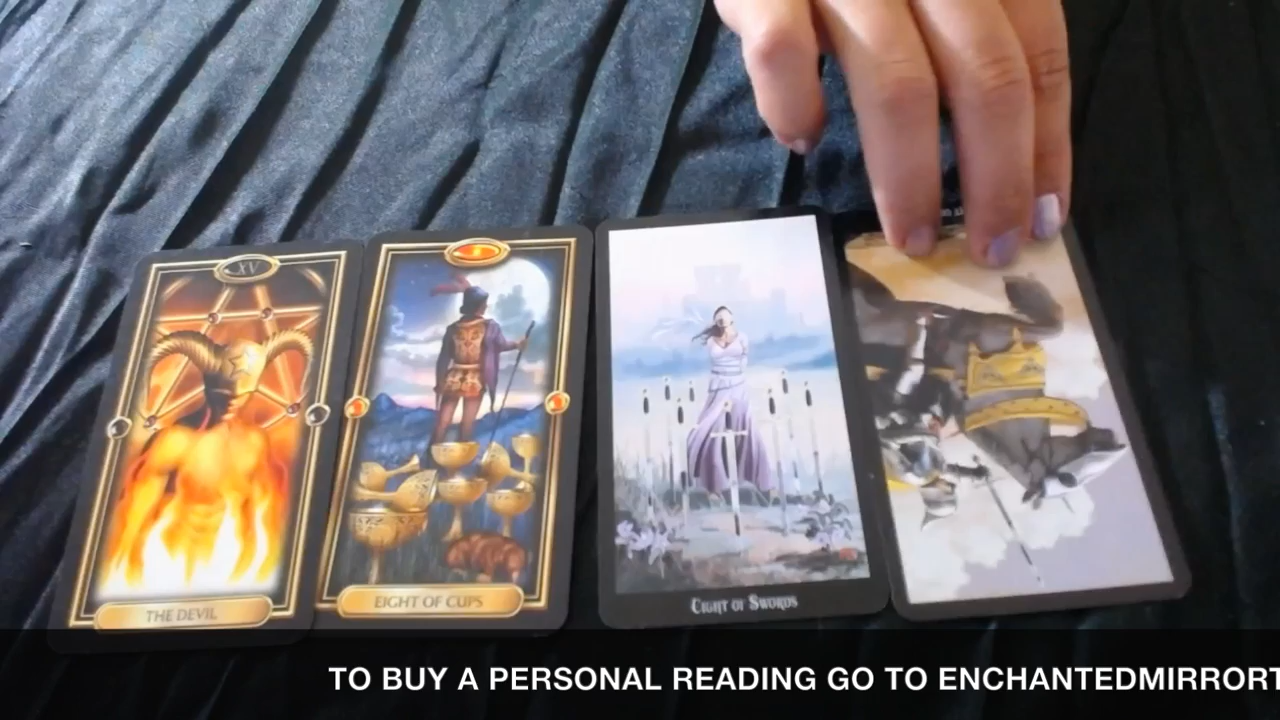 XV
THE DEVIL
EIGHT OF CUPS
EIGHT OF SWORDS
TO BUY A PERSONAL READING GO TO ENCHANTEDMIRRORT